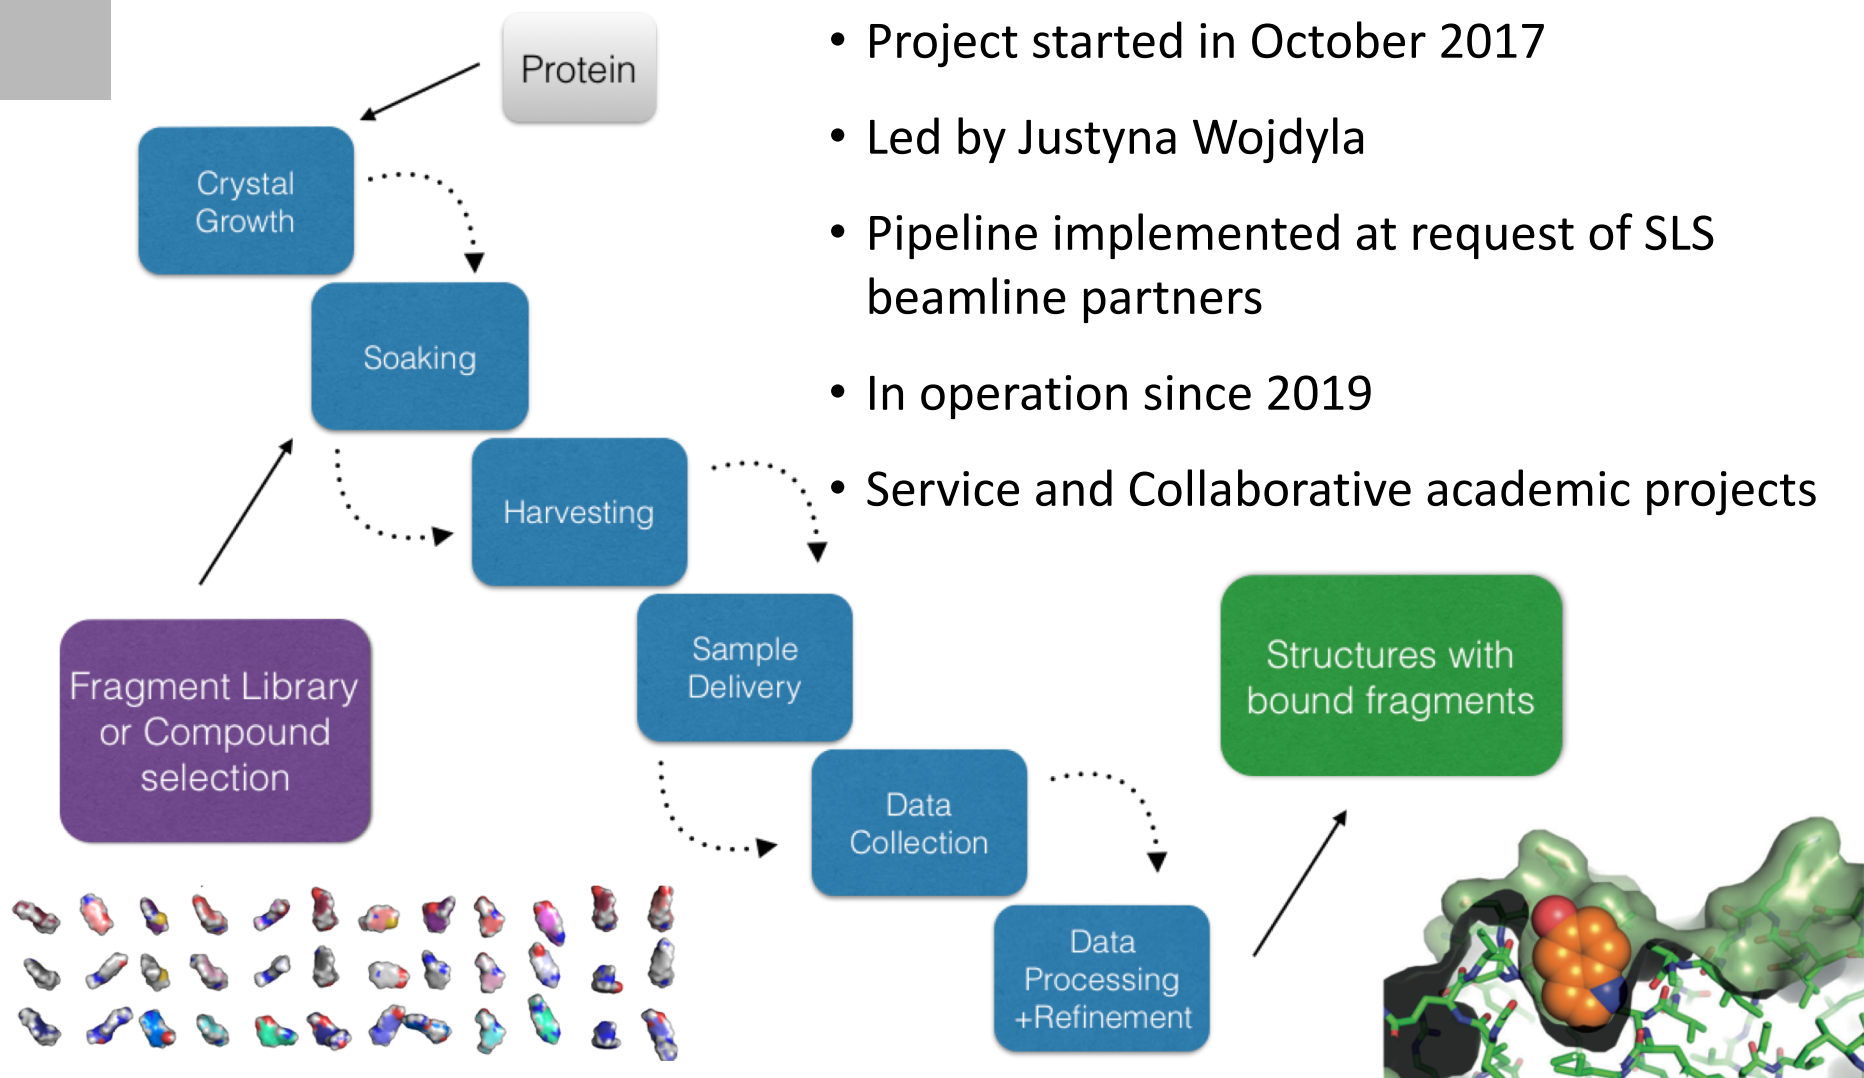 Protein
Crystal
Growth
Soaking
Harvesting
Sample
Delivery
Data
Collection
Data
Processing
+Refinement
Fragment Library
or Compound
selection
Structures with
bound fragments
• Project started in October 2017
• Led by Justyna Wojdyla
• Pipeline implemented at request of SLS
beamline partners
• In operation since 2019
• Service and Collaborative academic projects